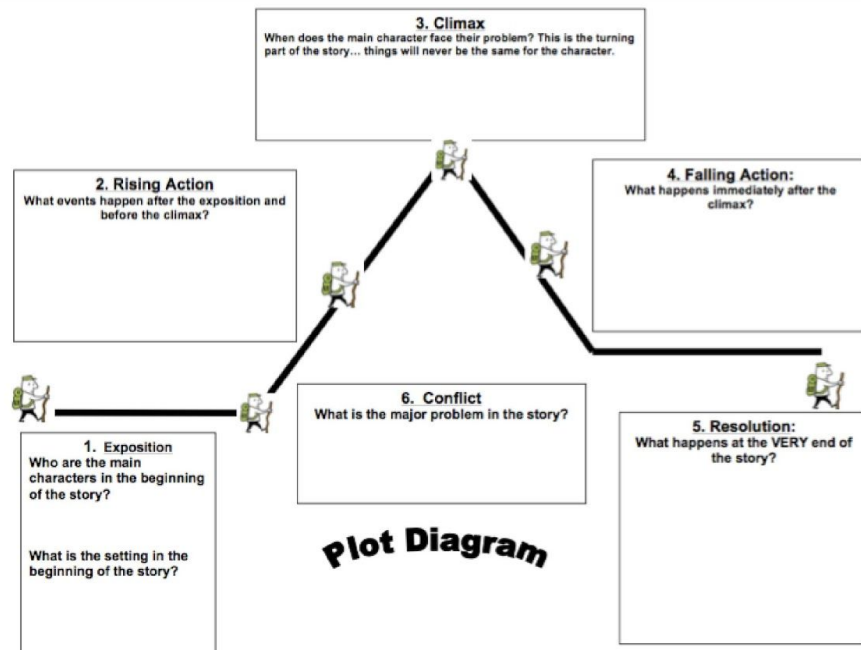 3. Climax
When does the main character face their problem? This is the turning
part of the story… things will never be the same for the character.
2. Rising Action
What events happen after the exposition and
before the climax?
4. Falling Action:
What happens immediately after the
climax?
1. Exposition
Who are the main
characters in the beginning
of the story?
What is the setting in the
beginning of the story?
6. Conflict
What is the major problem in the story?
5. Resolution:
What happens at the VERY end of
the story?
Plot Diagram